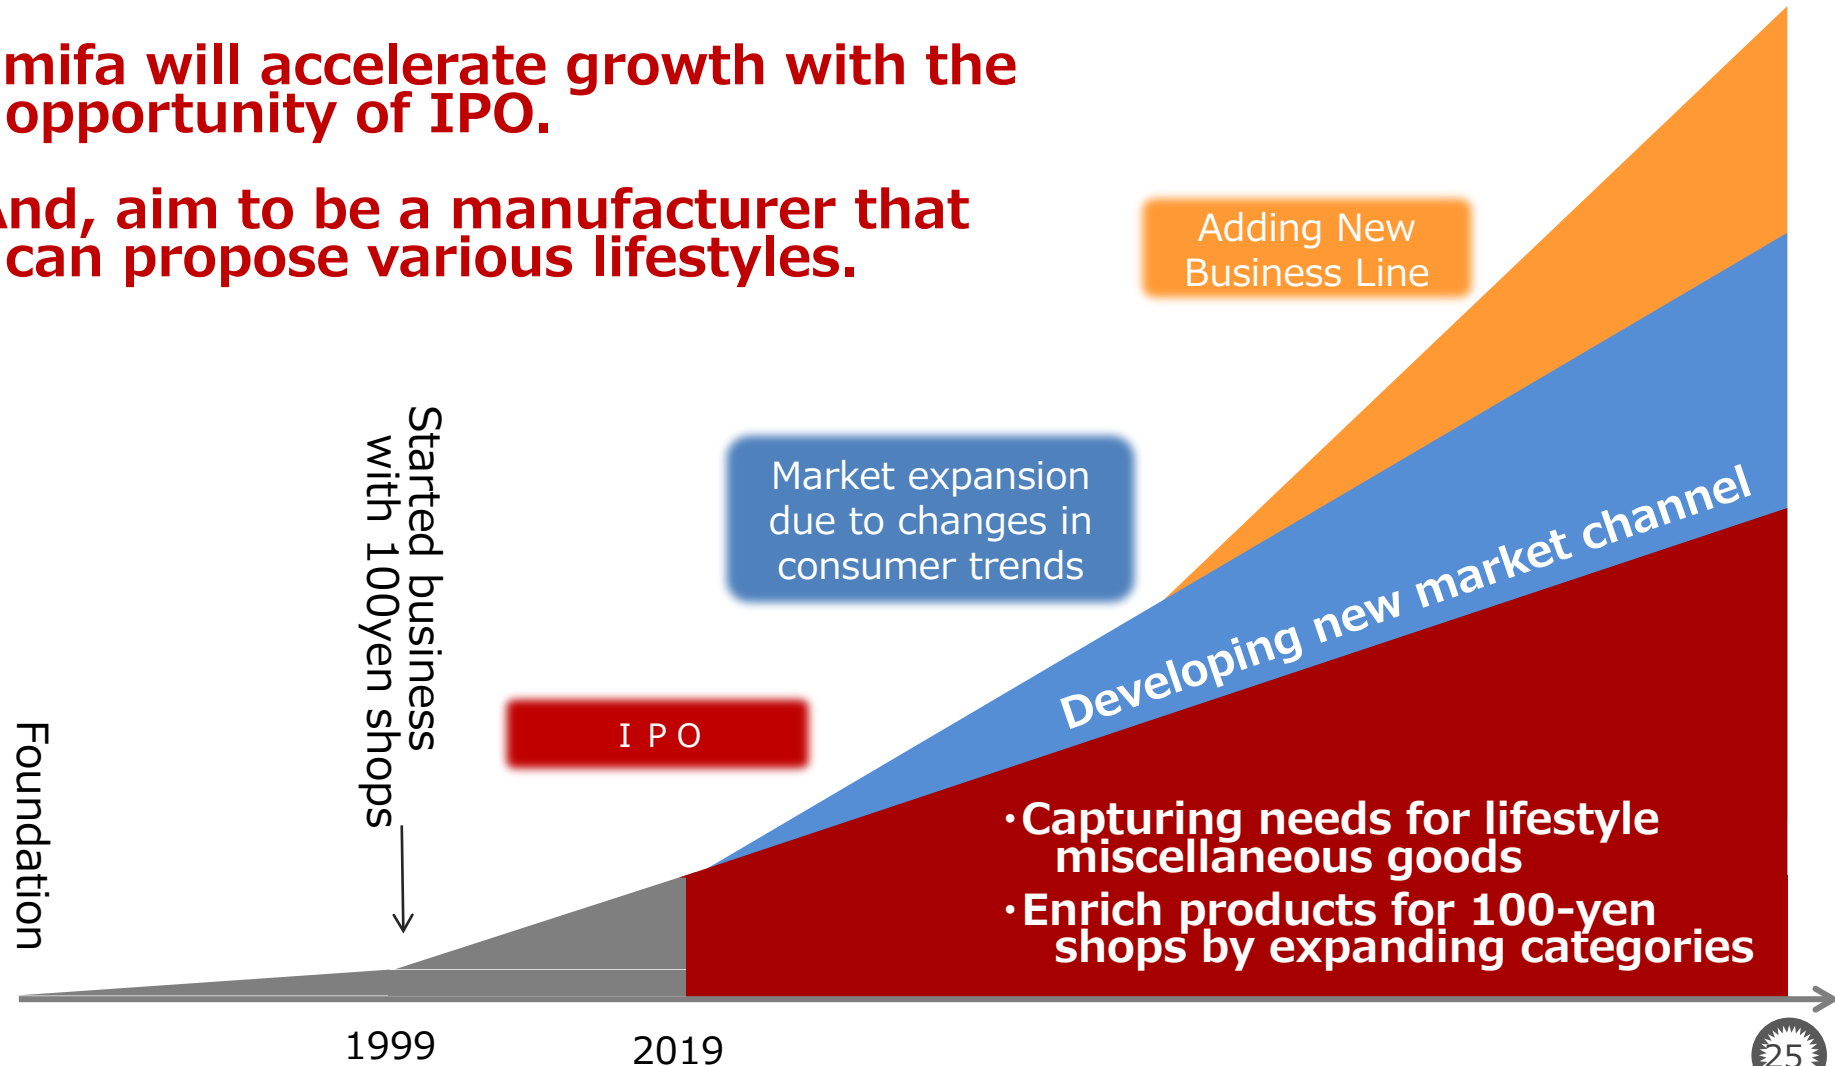 mifa will accelerate growth with the
opportunity of IPO.
And, aim to be a manufacturer that
can propose various lifestyles.
Adding New
Business Line
Started business
with 100yen shops
Market expansion
due to changes in
consumer trends
Developing new market channel
I P O
Foundation
・Capturing needs for lifestyle
miscellaneous goods
・Enrich products for 100-yen
shops by expanding categories
1999
2019
25